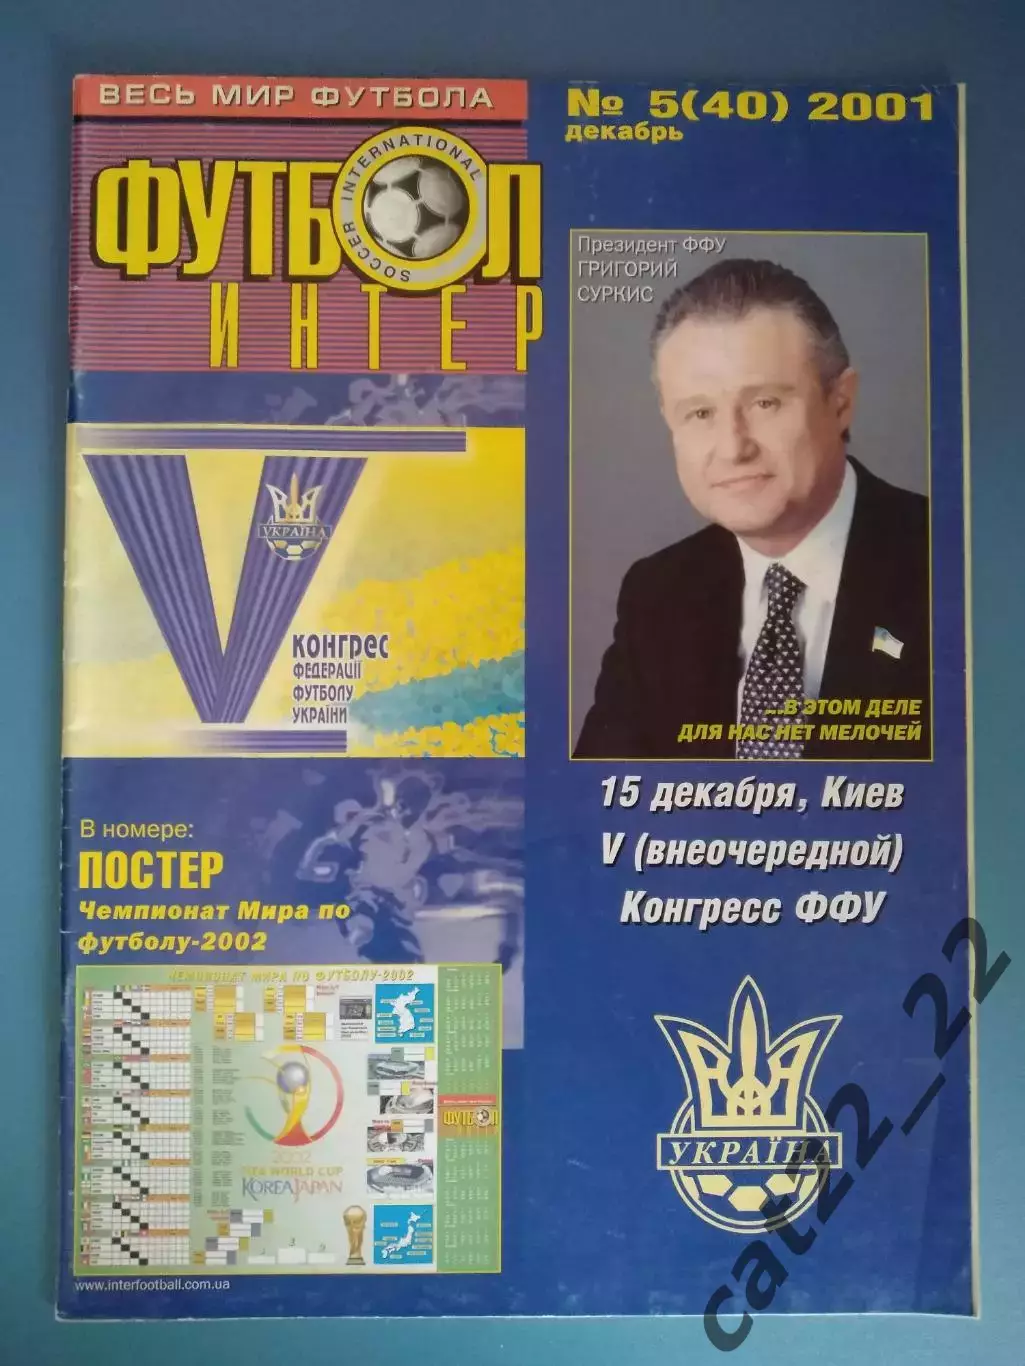 ВЕСЬ МИР ФУТБОЛА
ФУТБОЛ
SOCCER INTERNATIONAL
ИНТЕР
№ 5(40) 2001
декабрь
Президент ФФУ
ГРИГОРИЙ
СУРКИС
...В ЭТОМ ДЕЛЕ
ДЛЯ НАС НЕТ МЕЛОЧЕЙ
V
УКРАЇНА
КОНГРЕС
ФЕДЕРАЦІЇ
ФУТБОЛУ
УКРАЇНИ
15 декабря, Киев
V (внеочередной)
Конгресс ФФУ
УКРАЇНА
В номере:
ПОСТЕР
Чемпионат Мира по
футболу-2002
ЧЕМПИОНАТ МИРА ПО ФУТБОЛУ-2002
2002
FIFA WORLD CUP
KOREA JAPAN
ФУТБОЛ
www.interfootball.com.ua
cat22_22